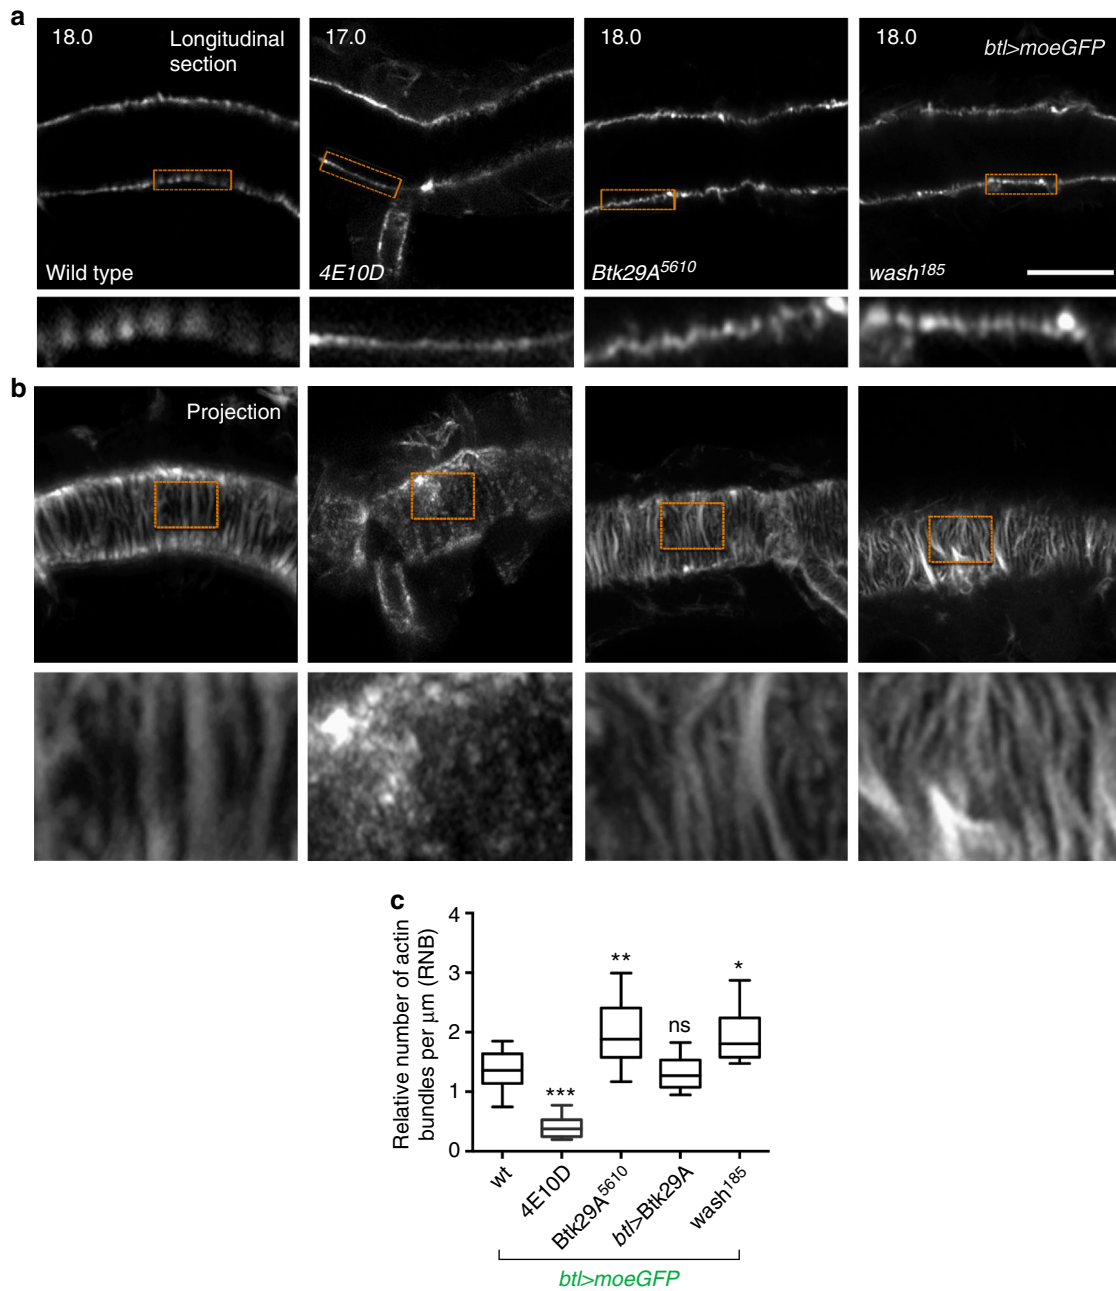 a
18.0
Longitudinal
section
17.0
18.0
18.0
btl>moeGFP
Wild type
4E10D
Btk29A⁵⁶¹⁰
wash¹⁸⁵
b
Projection
c
Relative number of actin
bundles per μm (RNB)
4
3
2
1
0
***
**
ns
*
wt
4E10D
Btk29A⁵⁶¹⁰
btl>Btk29A
wash¹⁸⁵
btl>moeGFP